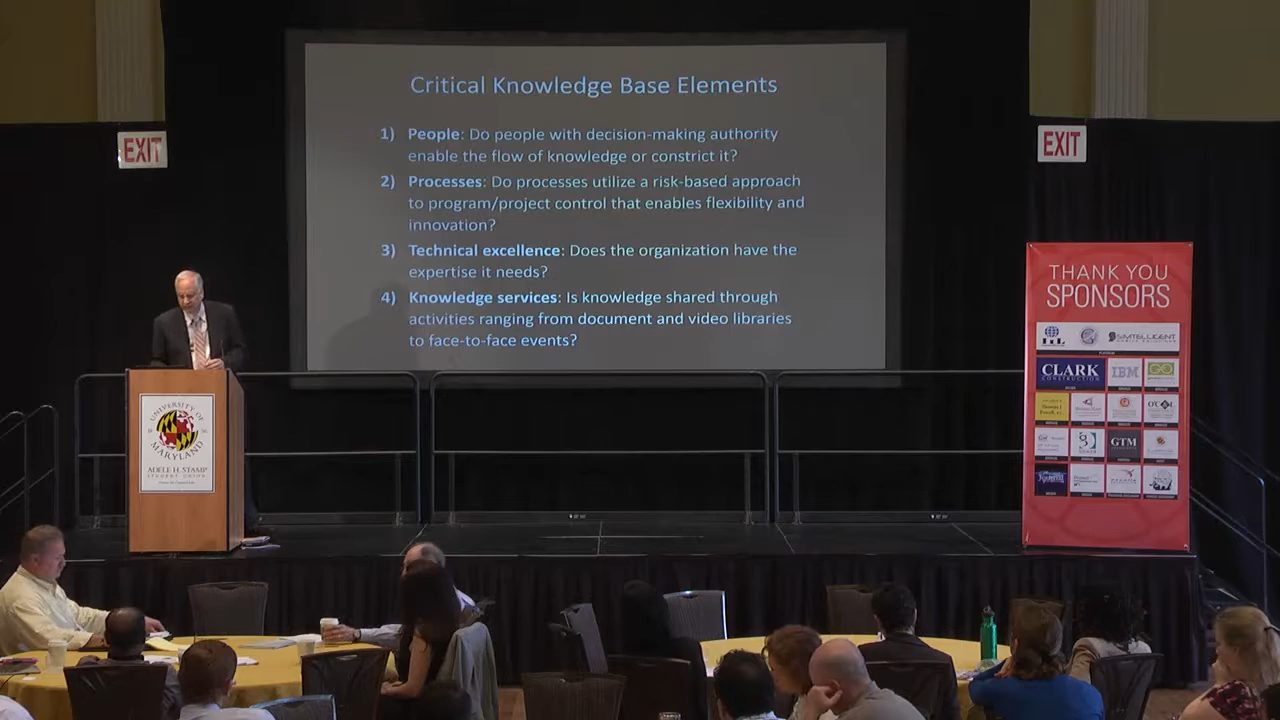 Critical Knowledge Base Elements
1) People: Do people with decision-making authority
enable the flow of knowledge or constrict it?
2) Processes: Do processes utilize a risk-based approach
to program/project control that enables flexibility and
innovation?
3) Technical excellence: Does the organization have the
expertise it needs?
4) Knowledge services: Is knowledge shared through
activities ranging from document and video libraries
to face-to-face events?
EXIT
EXIT
UNIVERSITY OF
MARYLAND
ADELE H. STAMP
STUDENT UNION
THANK YOU
SPONSORS
CLARK
CONSTRUCTION
IBM
GTM